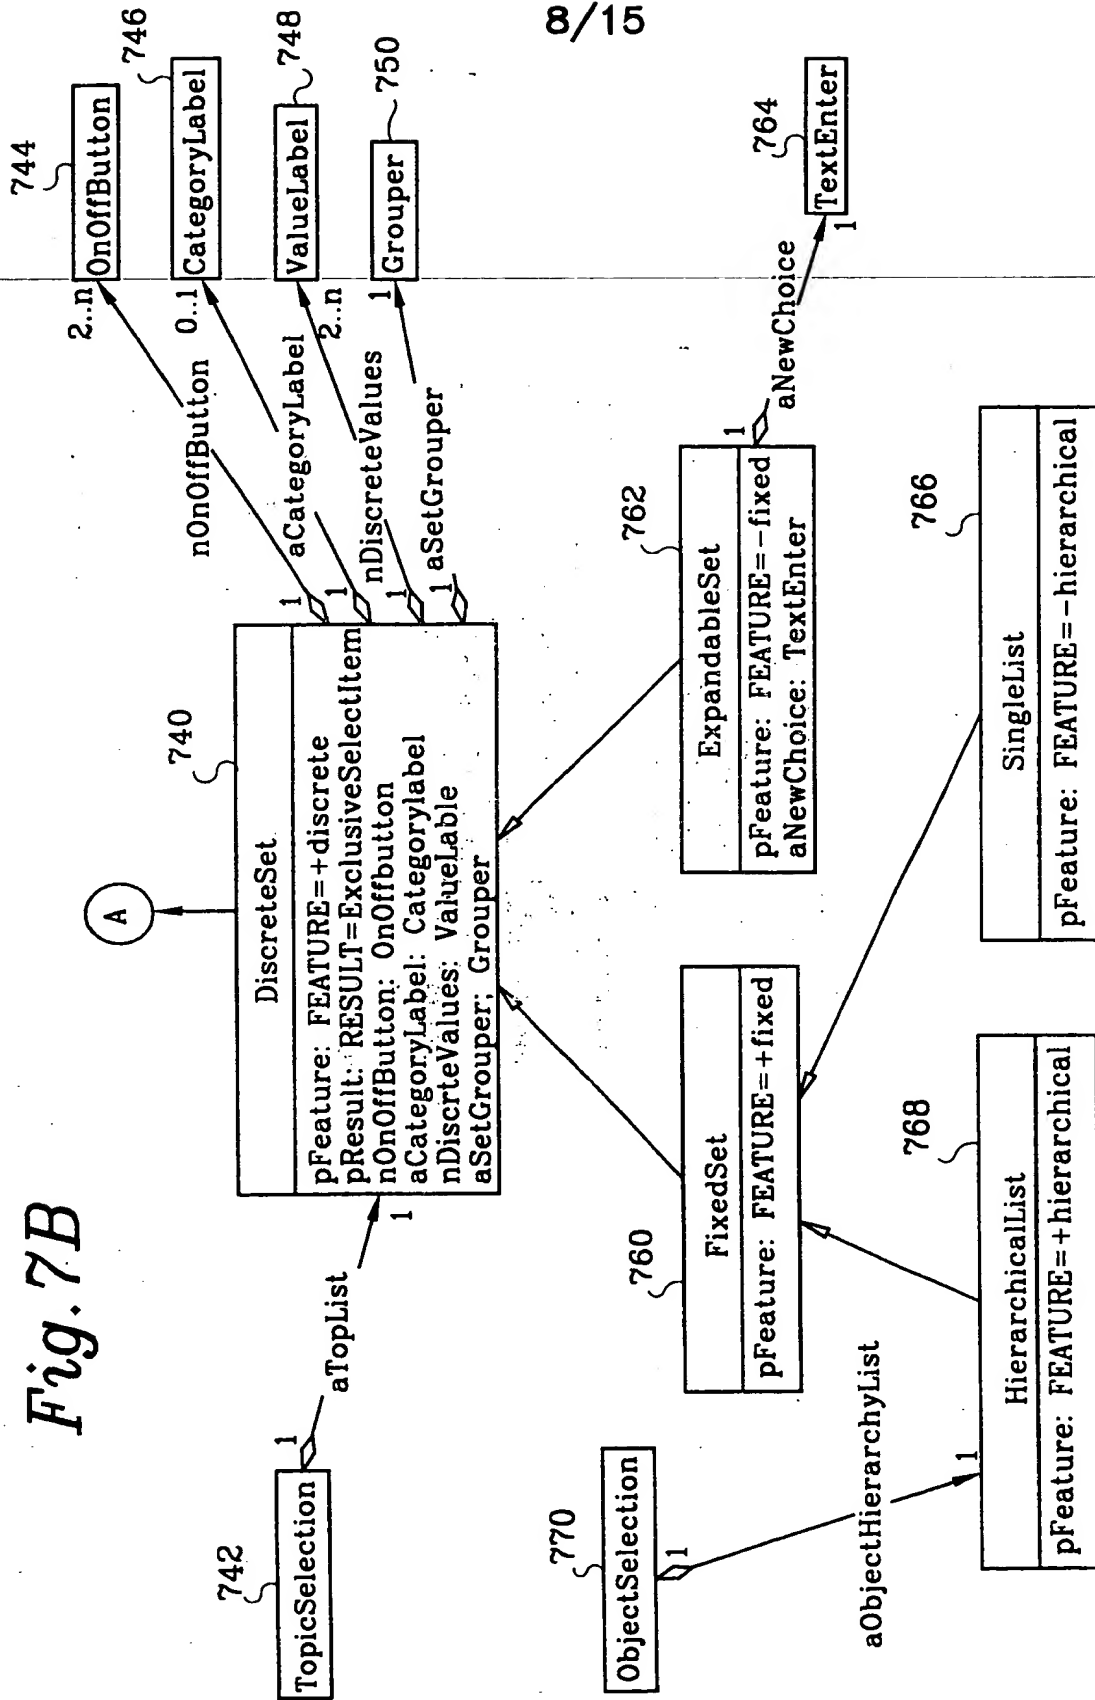 8/15
Fig. 7B
A
740
DiscreteSet
pFeature: FEATURE=+discrete
pResult: RESULT=ExclusiveSelectItem
nOnOffButton: OnOffbutton
aCategoryLabel: Categorylabel
nDiscrteValues: ValueLable
aSetGrouper; Grouper
742
TopicSelection
1
aTopList
1
1
nOnOffButton
2..n
744
OnOffButton
1
aCategoryLabel
0..1
746
CategoryLabel
1
nDiscreteValues
2..n
748
ValueLabel
1
aSetGrouper
1
750
Grouper
760
FixedSet
pFeature: FEATURE=+fixed
762
ExpandableSet
pFeature: FEATURE=-fixed
aNewChoice: TextEnter
1
aNewChoice
1
764
TextEnter
770
ObjectSelection
1
aObjectHierarchyList
1
768
HierarchicalList
pFeature: FEATURE=+hierarchical
766
SingleList
pFeature: FEATURE=-hierarchical